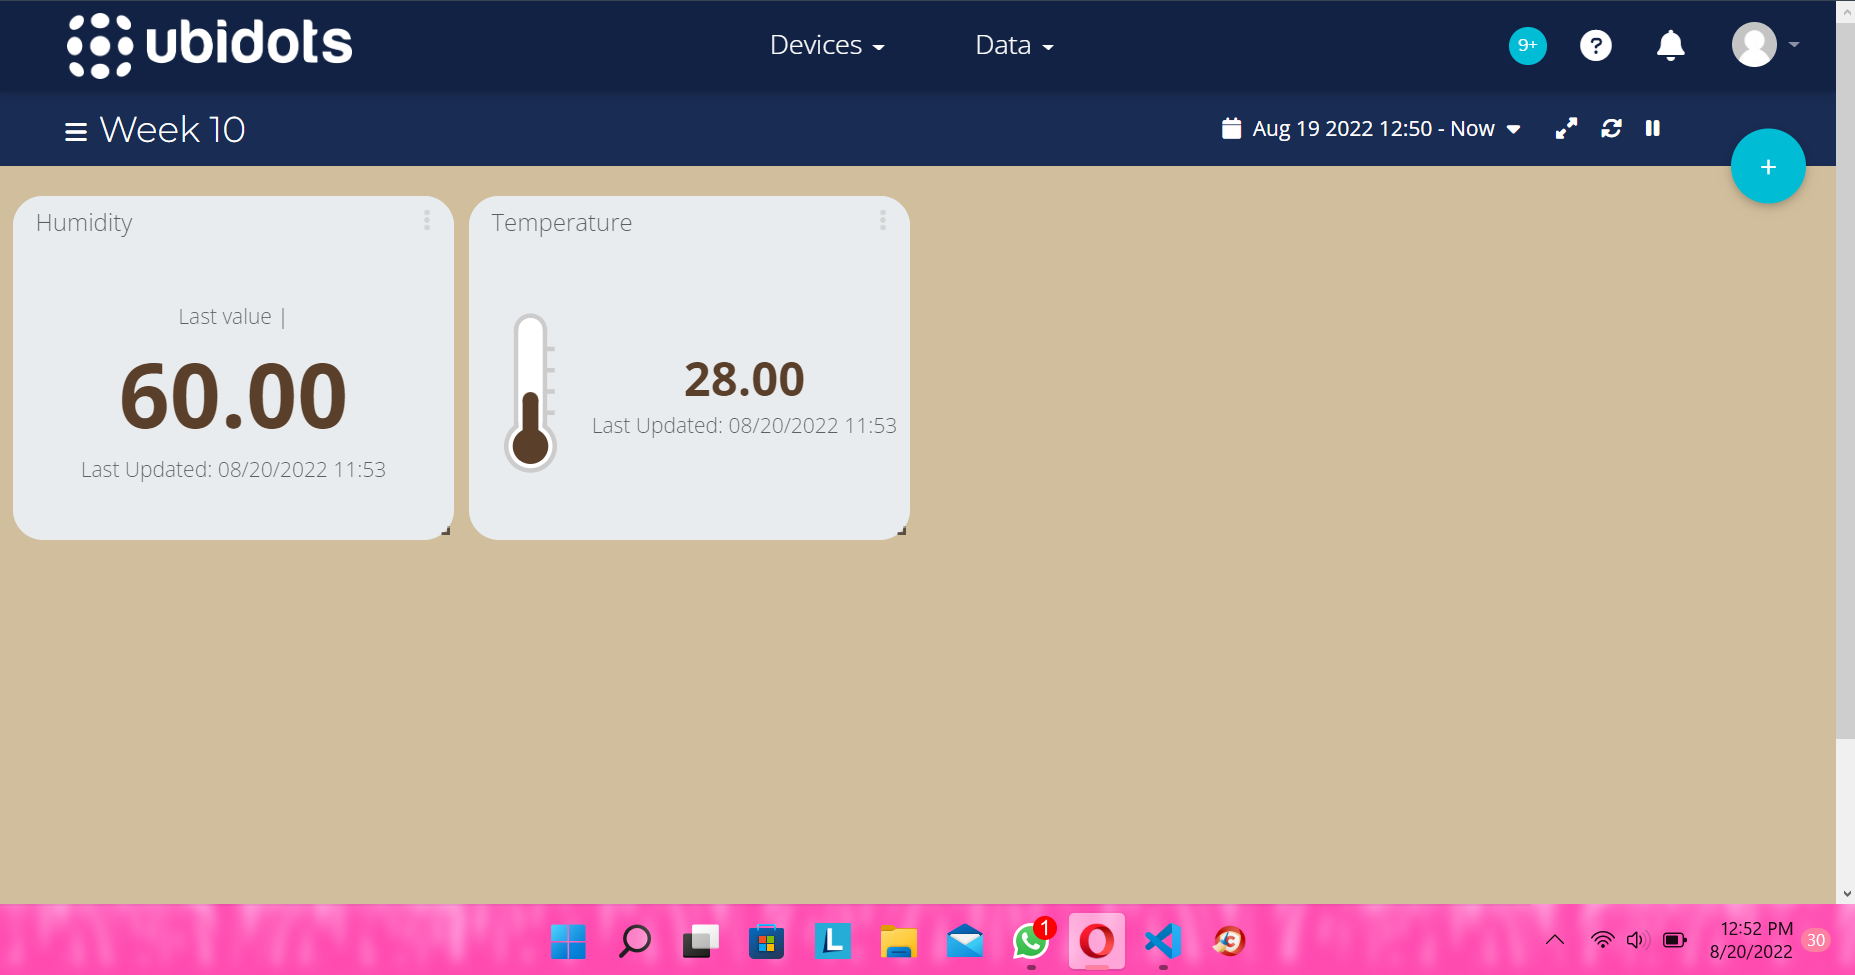 ubidots
Devices
Data
9+
?
Week 10
Aug 19 2022 12:50 - Now
+
Humidity
Last value |
60.00
Last Updated: 08/20/2022 11:53
Temperature
28.00
Last Updated: 08/20/2022 11:53
L
1
12:52 PM
8/20/2022
30